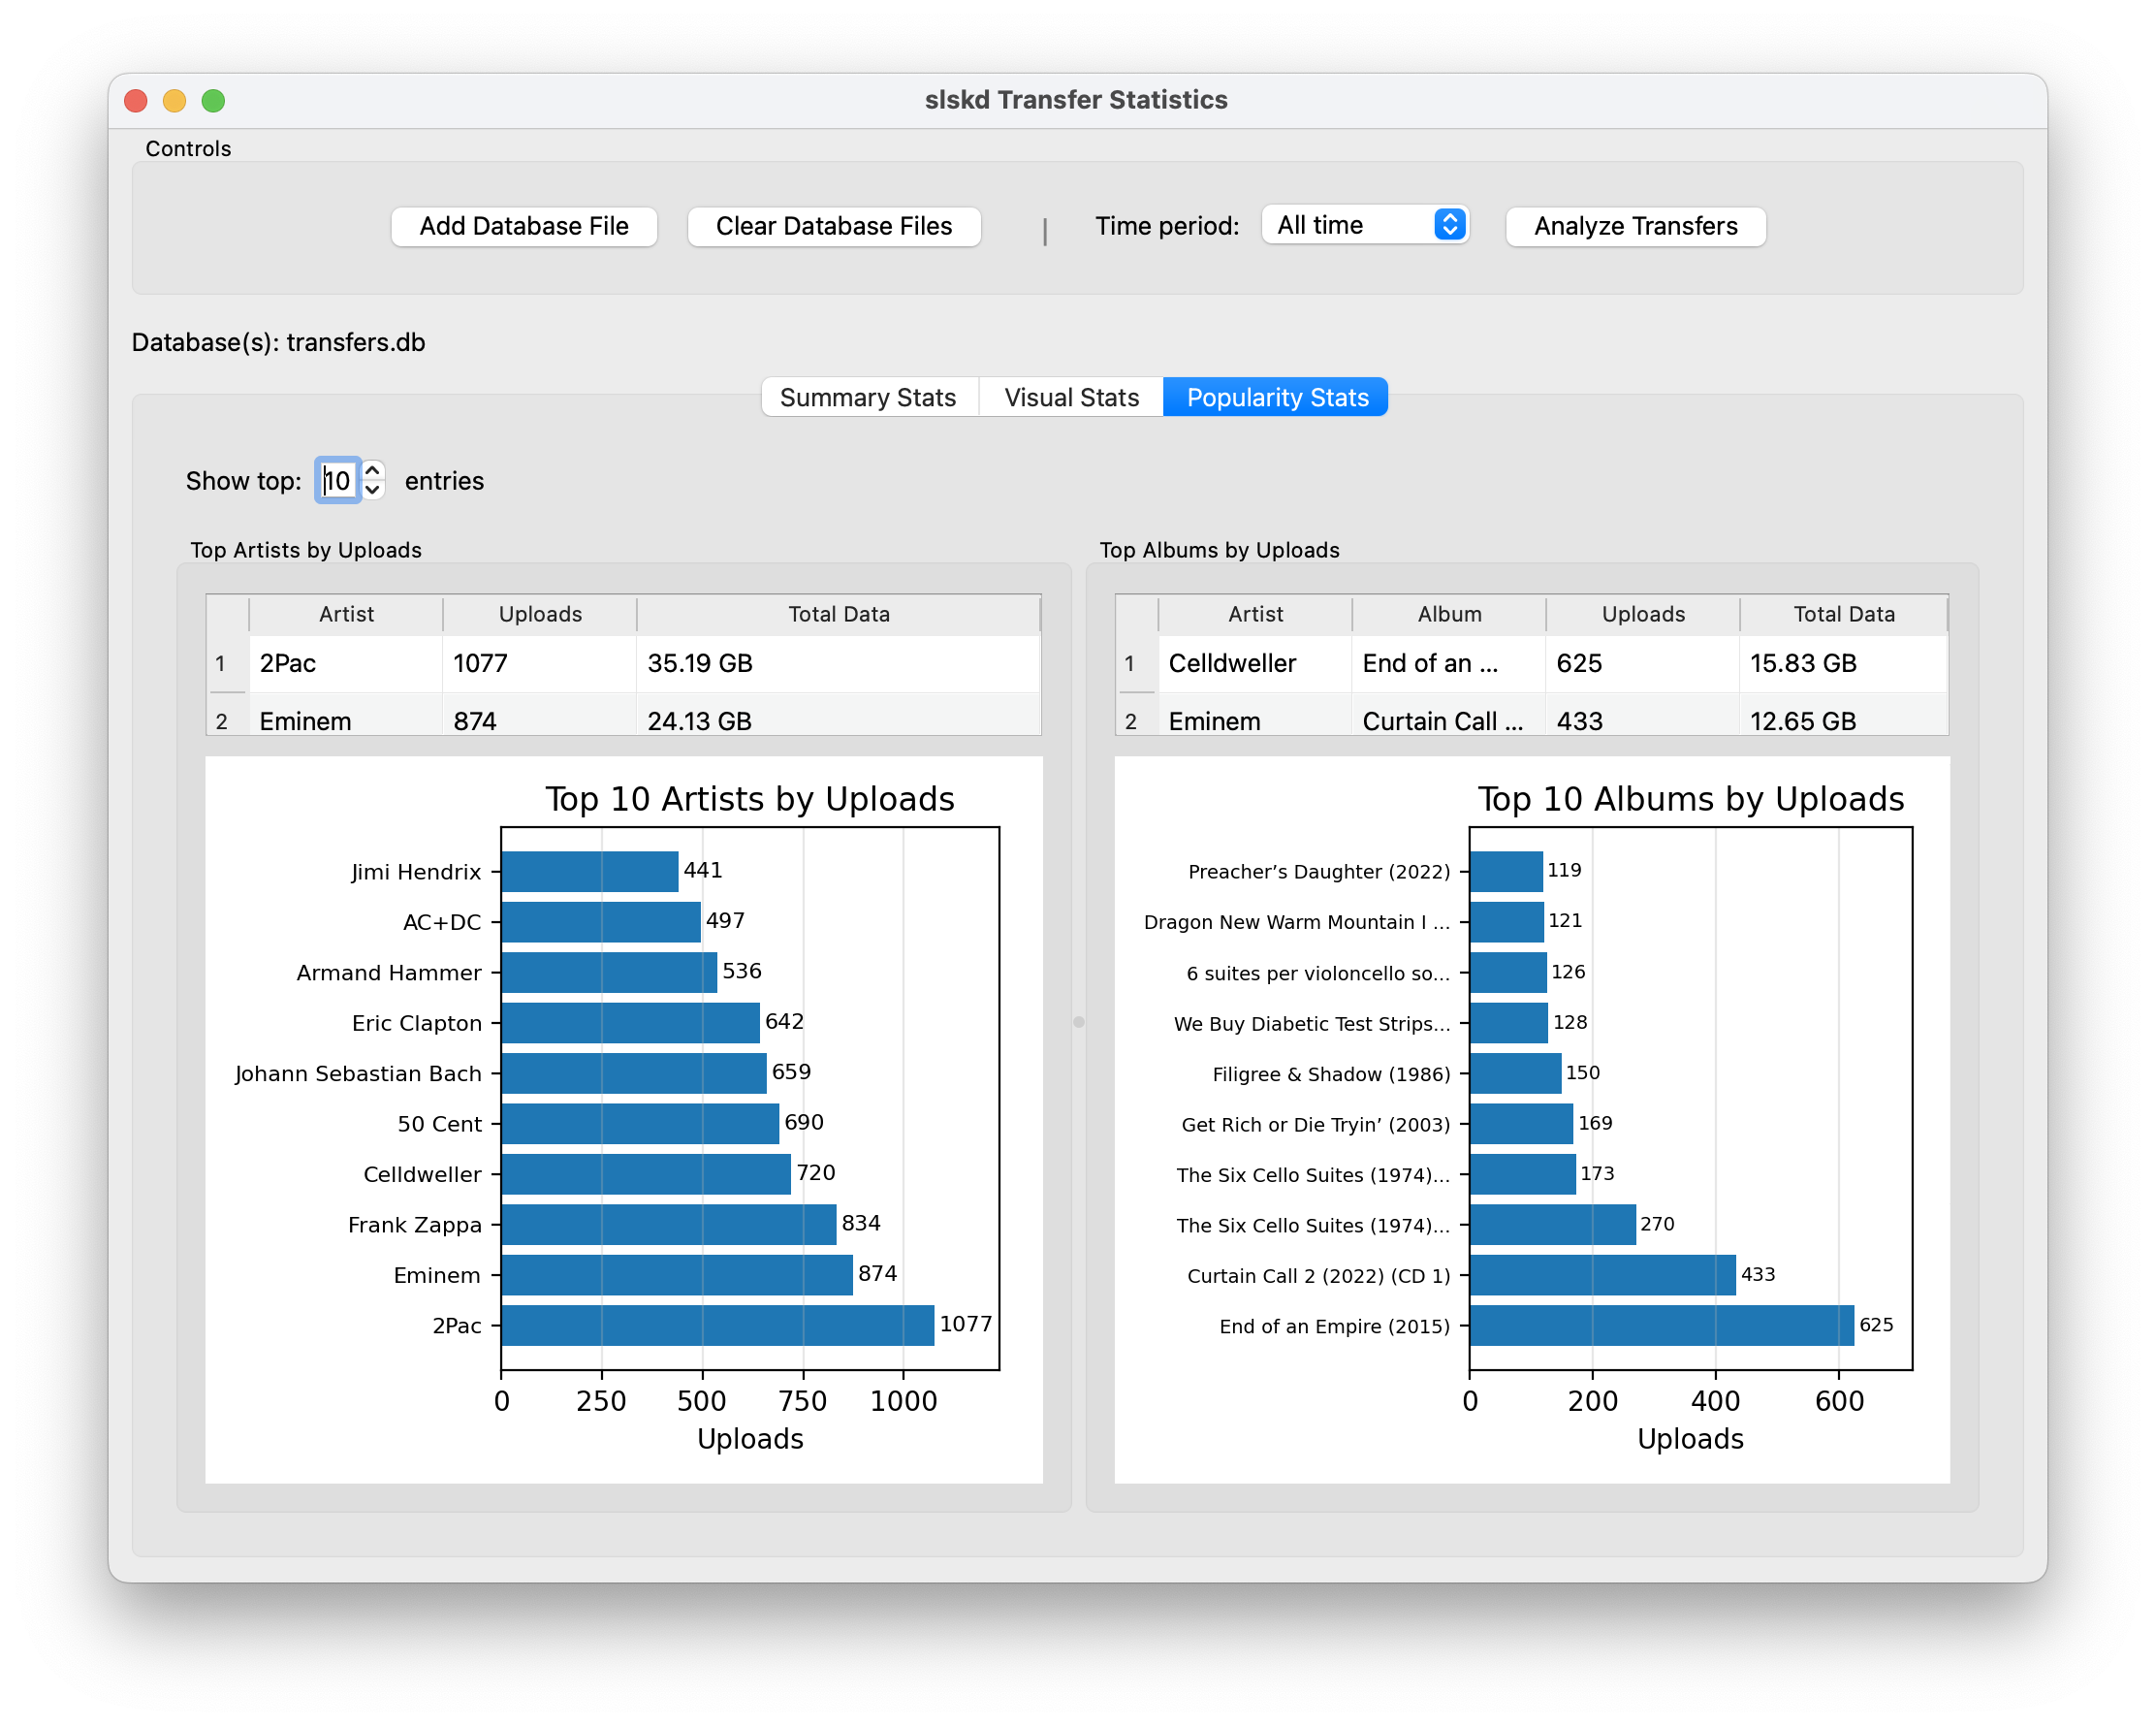 slskd Transfer Statistics
Controls
Add Database File
Clear Database Files
|
Time period:
All time
Analyze Transfers
Database(s): transfers.db
Summary Stats
Visual Stats
Popularity Stats
Show top: 10 entries
Top Artists by Uploads
Artist Uploads Total Data
1 2Pac 1077 35.19 GB
2 Eminem 874 24.13 GB
Top 10 Artists by Uploads
Jimi Hendrix 441
AC+DC 497
Armand Hammer 536
Eric Clapton 642
Johann Sebastian Bach 659
50 Cent 690
Celldweller 720
Frank Zappa 834
Eminem 874
2Pac 1077
0 250 500 750 1000
Uploads
Top Albums by Uploads
Artist Album Uploads Total Data
1 Celldweller End of an ... 625 15.83 GB
2 Eminem Curtain Call ... 433 12.65 GB
Top 10 Albums by Uploads
Preacher’s Daughter (2022) 119
Dragon New Warm Mountain I ... 121
6 suites per violoncello so... 126
We Buy Diabetic Test Strips... 128
Filigree & Shadow (1986) 150
Get Rich or Die Tryin’ (2003) 169
The Six Cello Suites (1974)... 173
The Six Cello Suites (1974)... 270
Curtain Call 2 (2022) (CD 1) 433
End of an Empire (2015) 625
0 200 400 600
Uploads